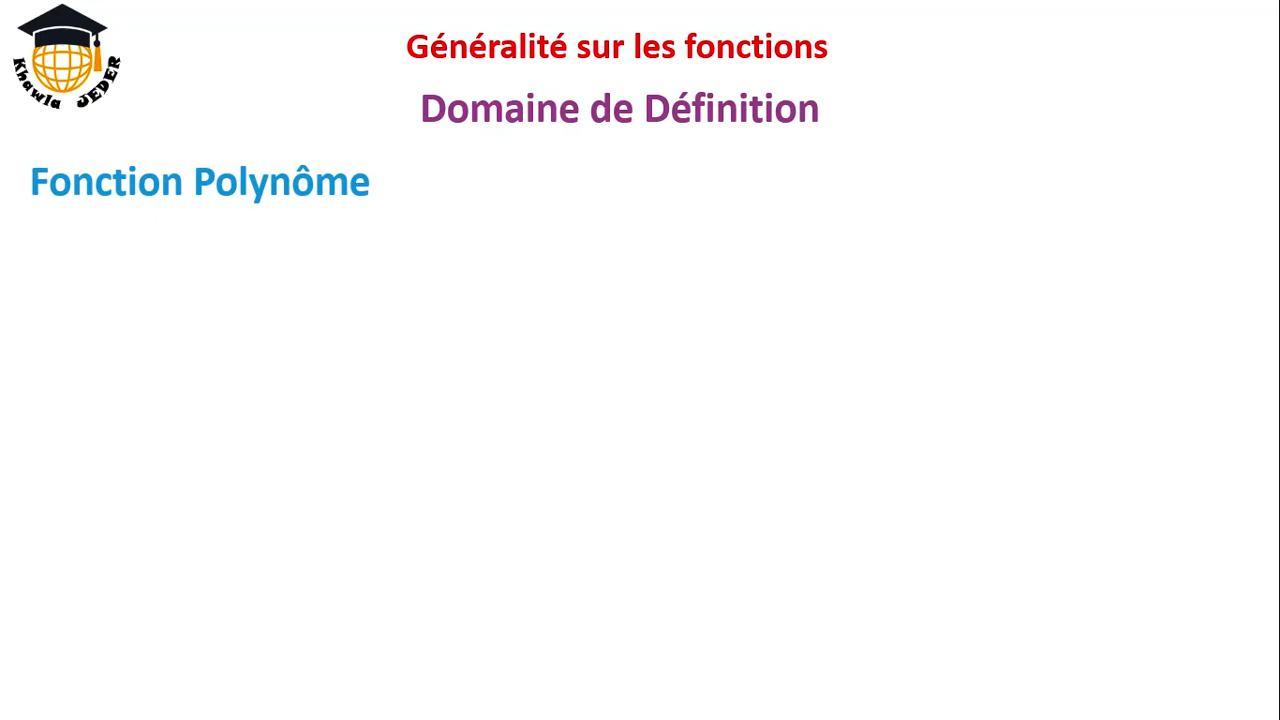 Khawla JEDER
Généralité sur les fonctions
Domaine de Définition
Fonction Polynôme